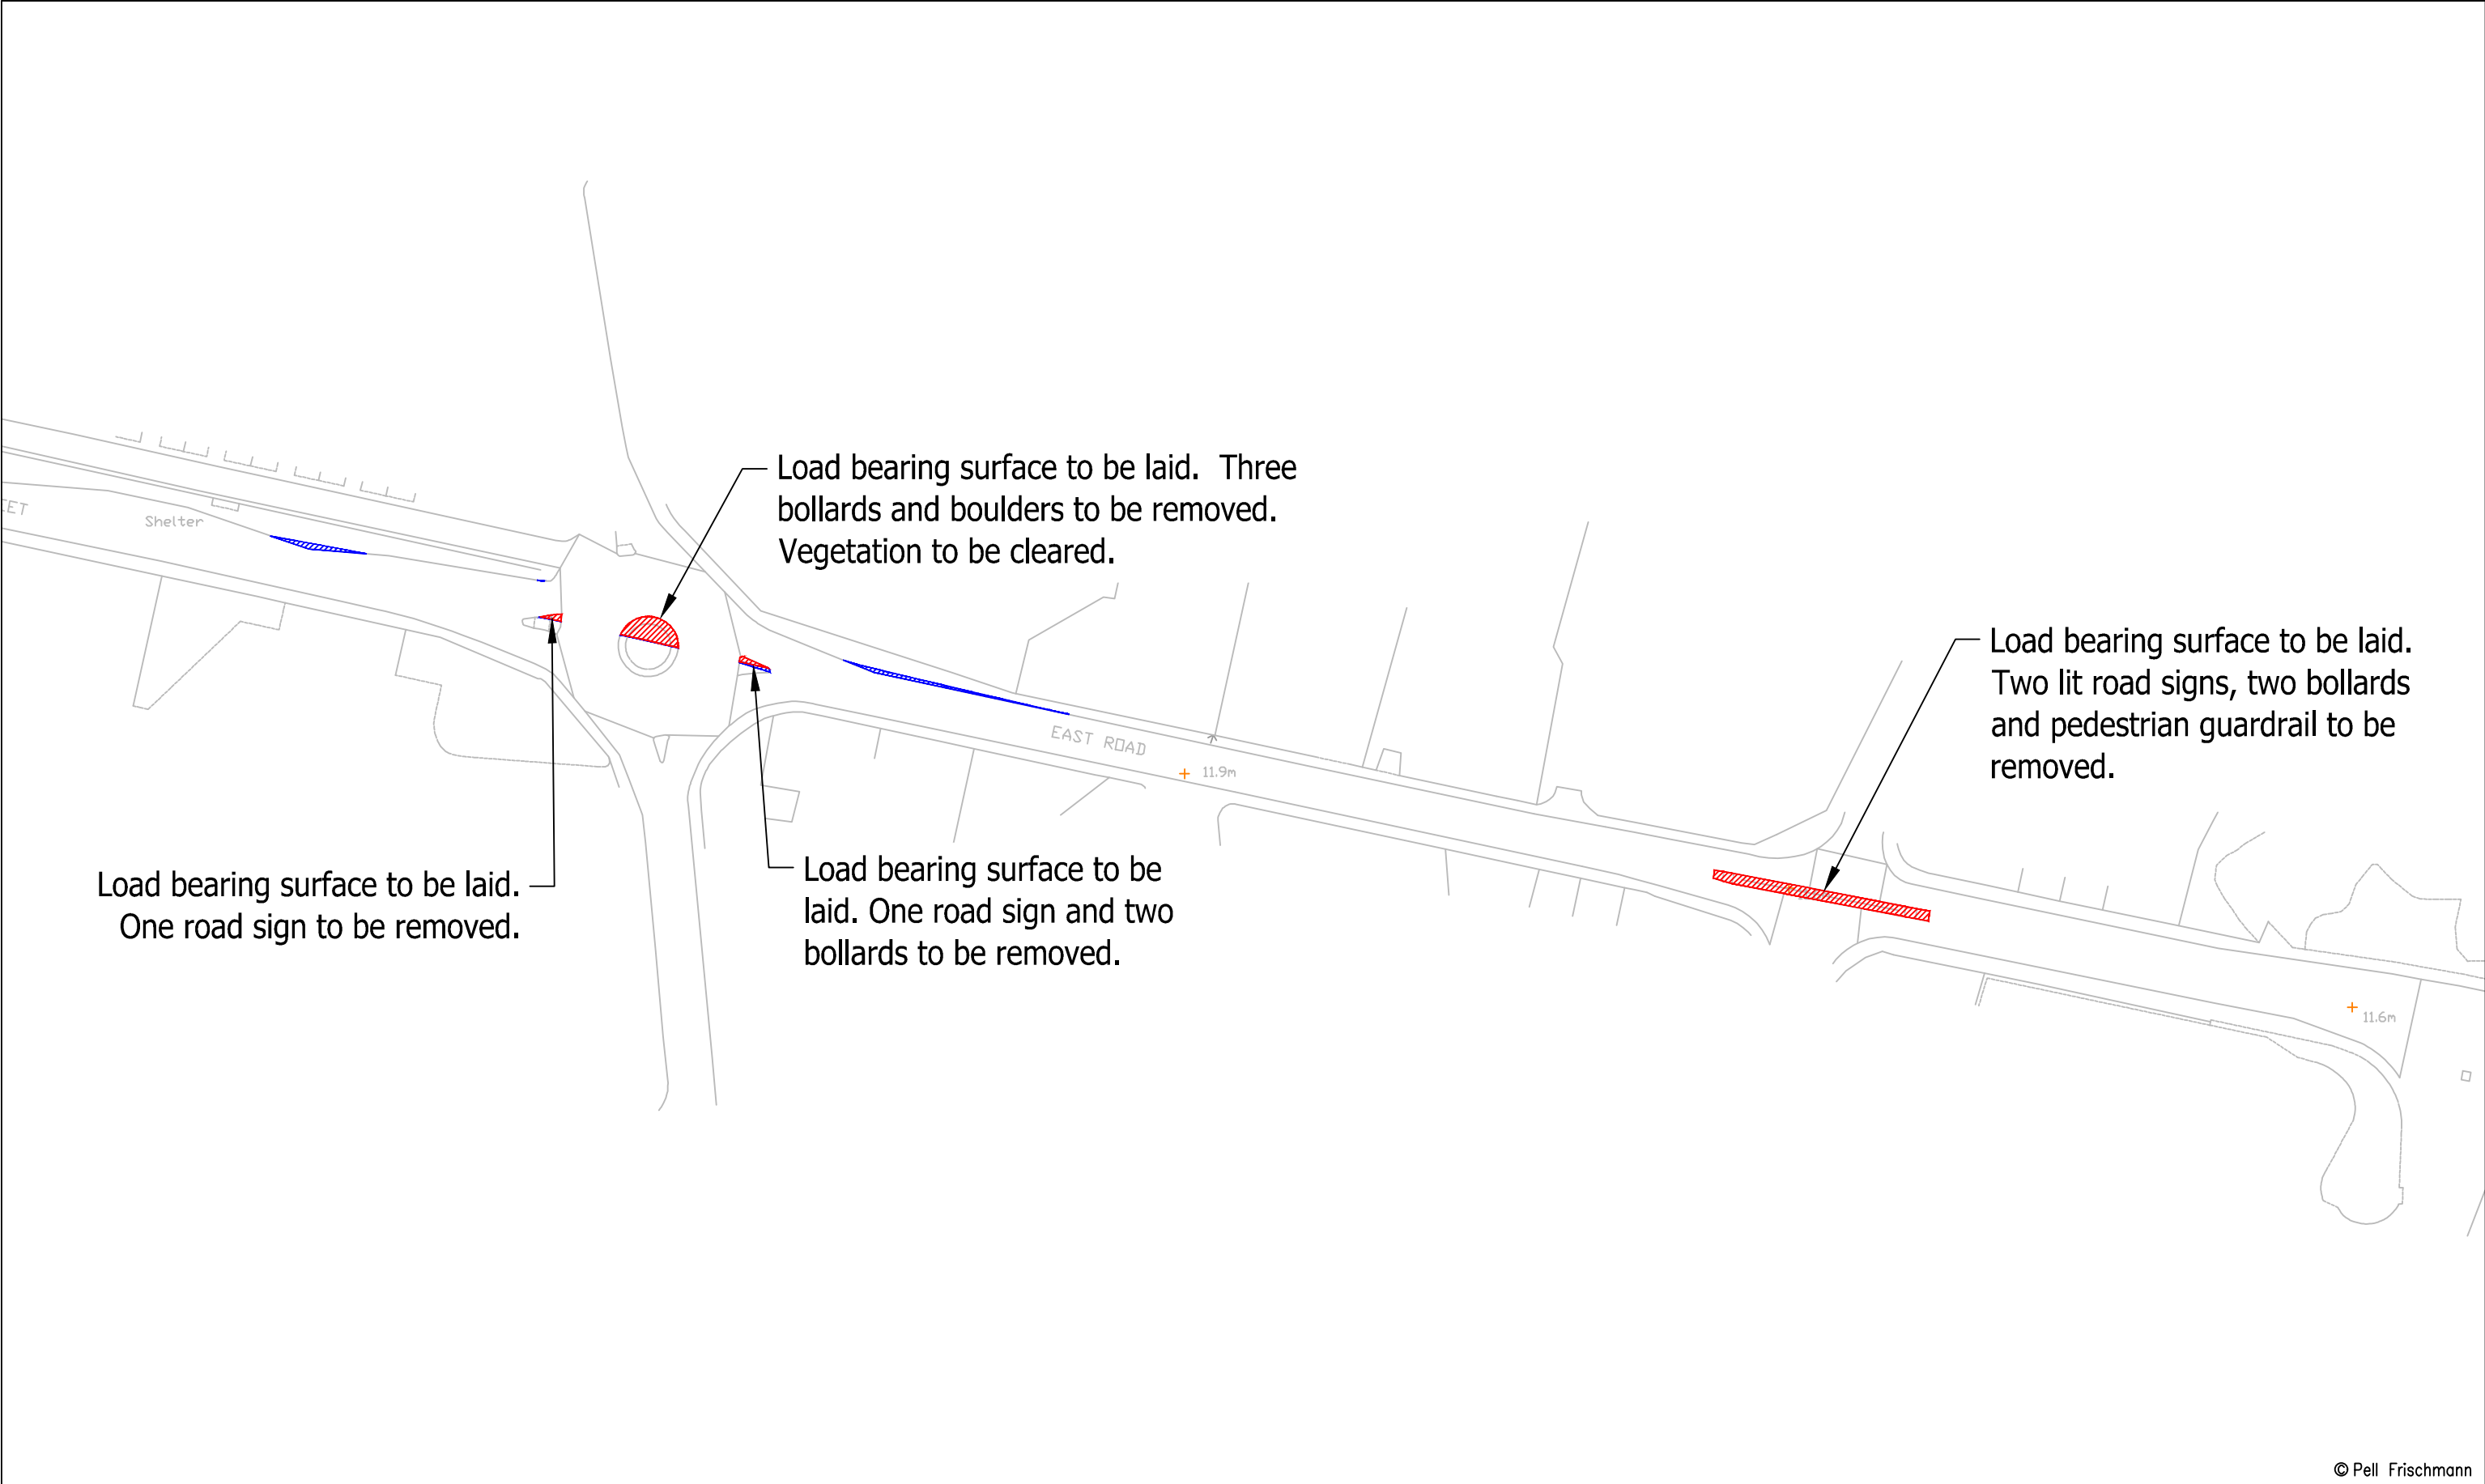 Load bearing surface to be laid.  Three
bollards and boulders to be removed.
Vegetation to be cleared.
Shelter
Load bearing surface to be laid.
Two lit road signs, two bollards
and pedestrian guardrail to be
removed.
EAST ROAD
11.9m
Load bearing surface to be laid.
One road sign to be removed.
Load bearing surface to be
laid. One road sign and two
bollards to be removed.
11.6m
© Pell Frischmann